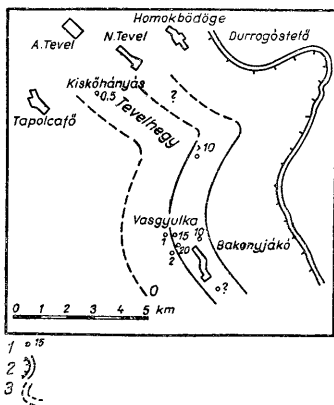 Homokbödöge
Durrogóstető
A.Tevel
N.Tevel
Kiskőhányás
0,5
?
Tapolcafő
Tevelhegy
10
Vasgyulka
1
15
10
20
2
Bakonyjákó
?
0
0 1 2 3 4 5
km
1 15
2
3